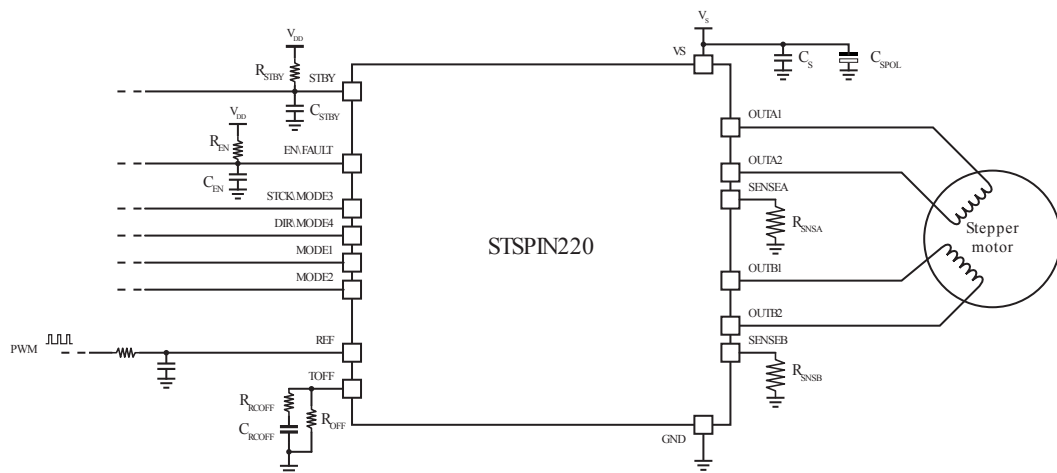 VS
VDD
VS
RSTBY
STBY
CS
CSPOL
CSTBY
VDD
OUTA1
REN
EN\FAULT
OUTA2
CEN
SENSEA
STCK\MODE3
DIR\MODE4
RSNSA
Stepper
motor
STSPIN220
MODE1
OUTB1
MODE2
OUTB2
PWM
REF
SENSEB
TOFF
RSNSB
RRCOFF
ROFF
CRCOFF
GND